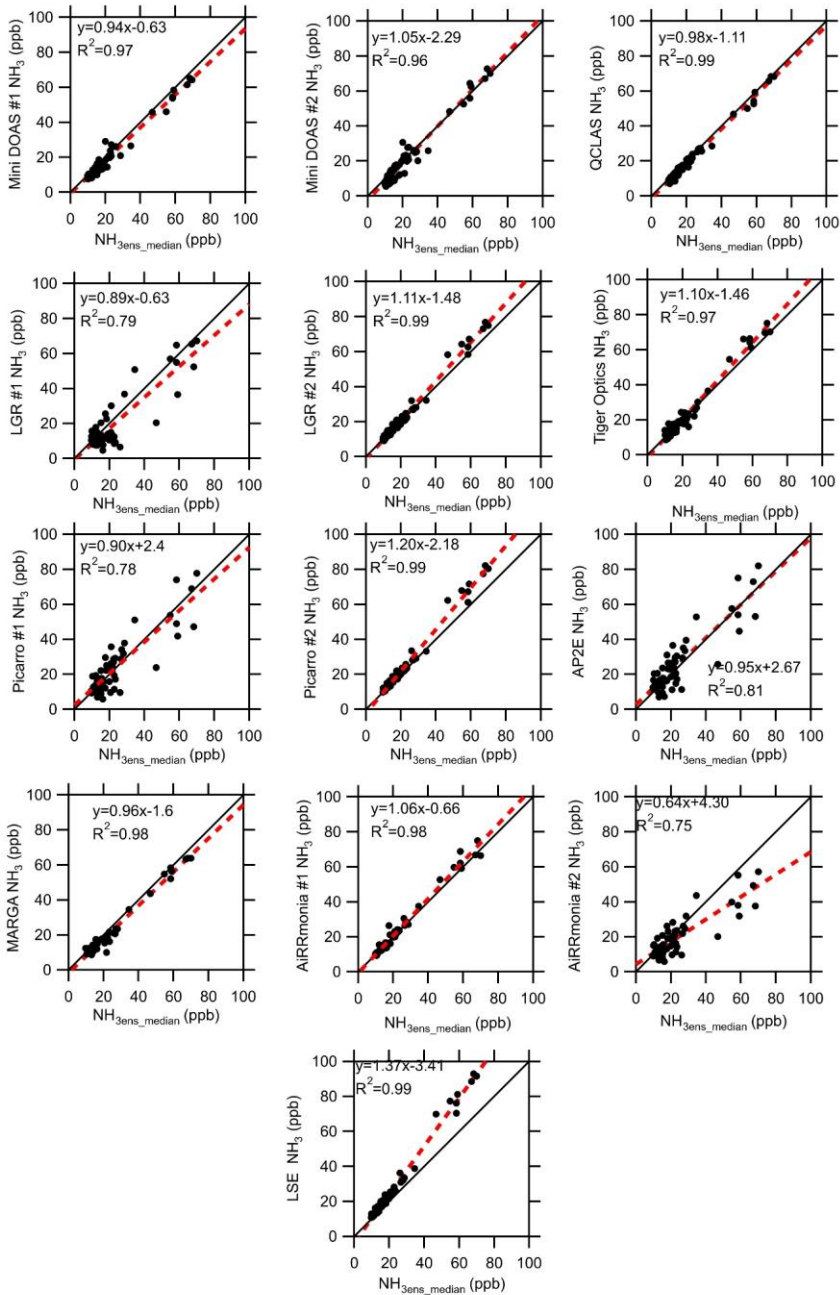 y=0.94x-0.63
R²=0.97
Mini DOAS #1 NH₃ (ppb)
100
80
60
40
20
0
0 20 40 60 80 100
NH₃ens_median (ppb)
y=1.05x-2.29
R²=0.96
Mini DOAS #2 NH₃ (ppb)
100
80
60
40
20
0
0 20 40 60 80 100
NH₃ens_median (ppb)
y=0.98x-1.11
R²=0.99
QCLAS NH₃ (ppb)
100
80
60
40
20
0
0 20 40 60 80 100
NH₃ens_median (ppb)
y=0.89x-0.63
R²=0.79
LGR #1 NH₃ (ppb)
100
80
60
40
20
0
0 20 40 60 80 100
NH₃ens_median (ppb)
y=1.11x-1.48
R²=0.99
LGR #2 NH₃ (ppb)
100
80
60
40
20
0
0 20 40 60 80 100
NH₃ens_median (ppb)
y=1.10x-1.46
R²=0.97
Tiger Optics NH₃ (ppb)
100
80
60
40
20
0
0 20 40 60 80 100
NH₃ens_median (ppb)
y=0.90x+2.4
R²=0.78
Picarro #1 NH₃ (ppb)
100
80
60
40
20
0
0 20 40 60 80 100
NH₃ens_median (ppb)
y=1.20x-2.18
R²=0.99
Picarro #2 NH₃ (ppb)
100
80
60
40
20
0
0 20 40 60 80 100
NH₃ens_median (ppb)
AP2E NH₃ (ppb)
100
80
60
40
20
0
y=0.95x+2.67
R²=0.81
0 20 40 60 80 100
NH₃ens_median (ppb)
y=0.96x-1.6
R²=0.98
MARGA NH₃ (ppb)
100
80
60
40
20
0
0 20 40 60 80 100
NH₃ens_median (ppb)
y=1.06x-0.66
R²=0.98
AiRRmonia #1 NH₃ (ppb)
100
80
60
40
20
0
0 20 40 60 80 100
NH₃ens_median (ppb)
y=0.64x+4.30
R²=0.75
AiRRmonia #2 NH₃ (ppb)
100
80
60
40
20
0
0 20 40 60 80 100
NH₃ens_median (ppb)
y=1.37x-3.41
R²=0.99
LSE NH₃ (ppb)
100
80
60
40
20
0
0 20 40 60 80 100
NH₃ens_median (ppb)